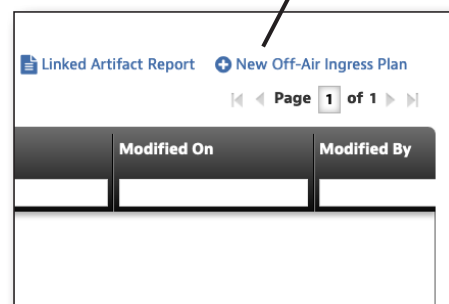 Linked Artifact Report New Off-Air Ingress Plan
Page 1 of 1
Modified On Modified By